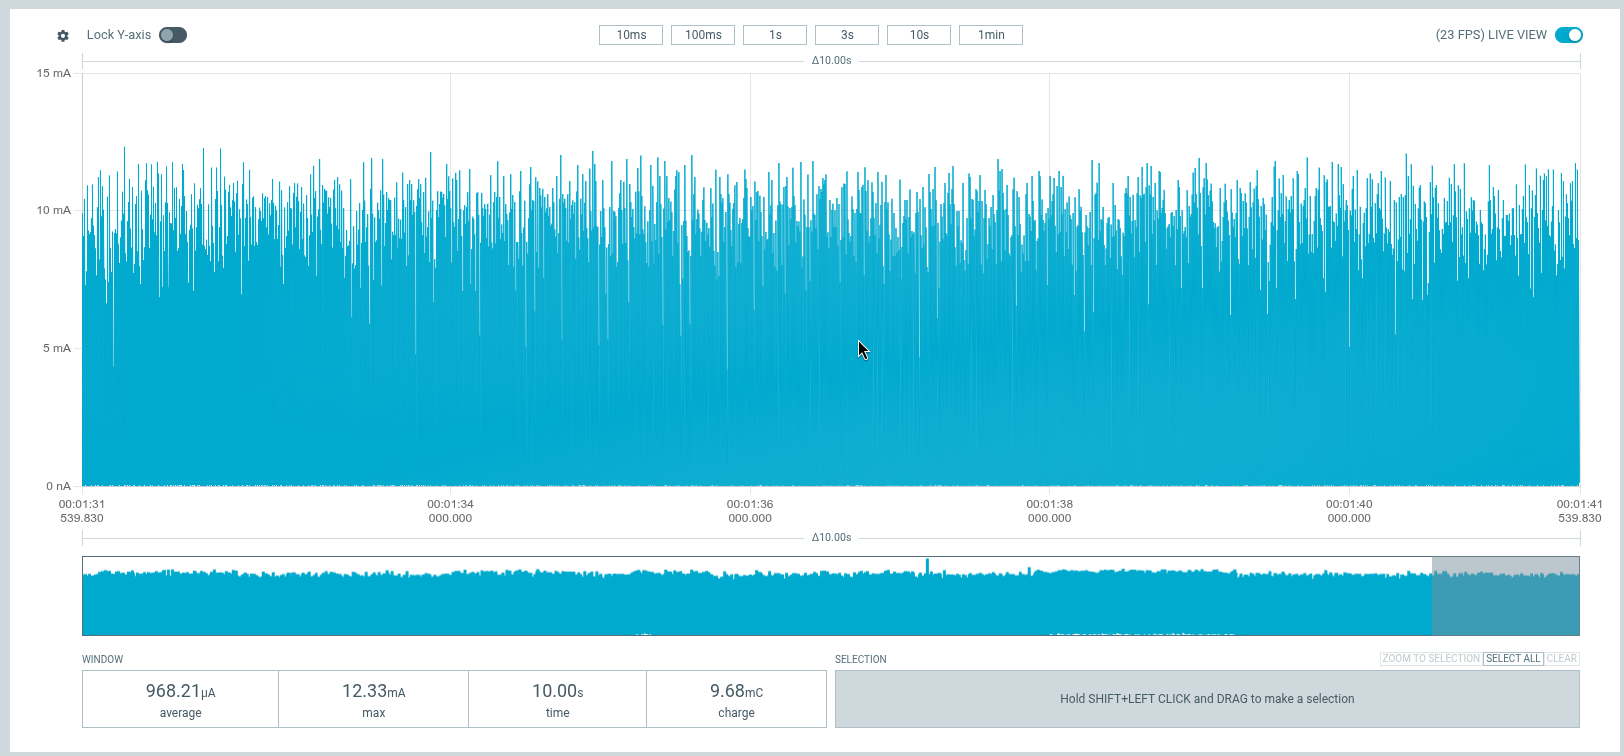 Lock Y-axis
10ms 100ms 1s 3s 10s 1min
(23 FPS) LIVE VIEW
Δ10.00s
15 mA
10 mA
5 mA
0 nA
00:01:31 00:01:34 00:01:36 00:01:38 00:01:40 00:01:41
539.830 000.000 000.000 000.000 000.000 539.830
Δ10.00s
WINDOW
968.21μA 12.33mA 10.00s 9.68mC
average max time charge
SELECTION
ZOOM TO SELECTION SELECT ALL CLEAR
Hold SHIFT+LEFT CLICK and DRAG to make a selection